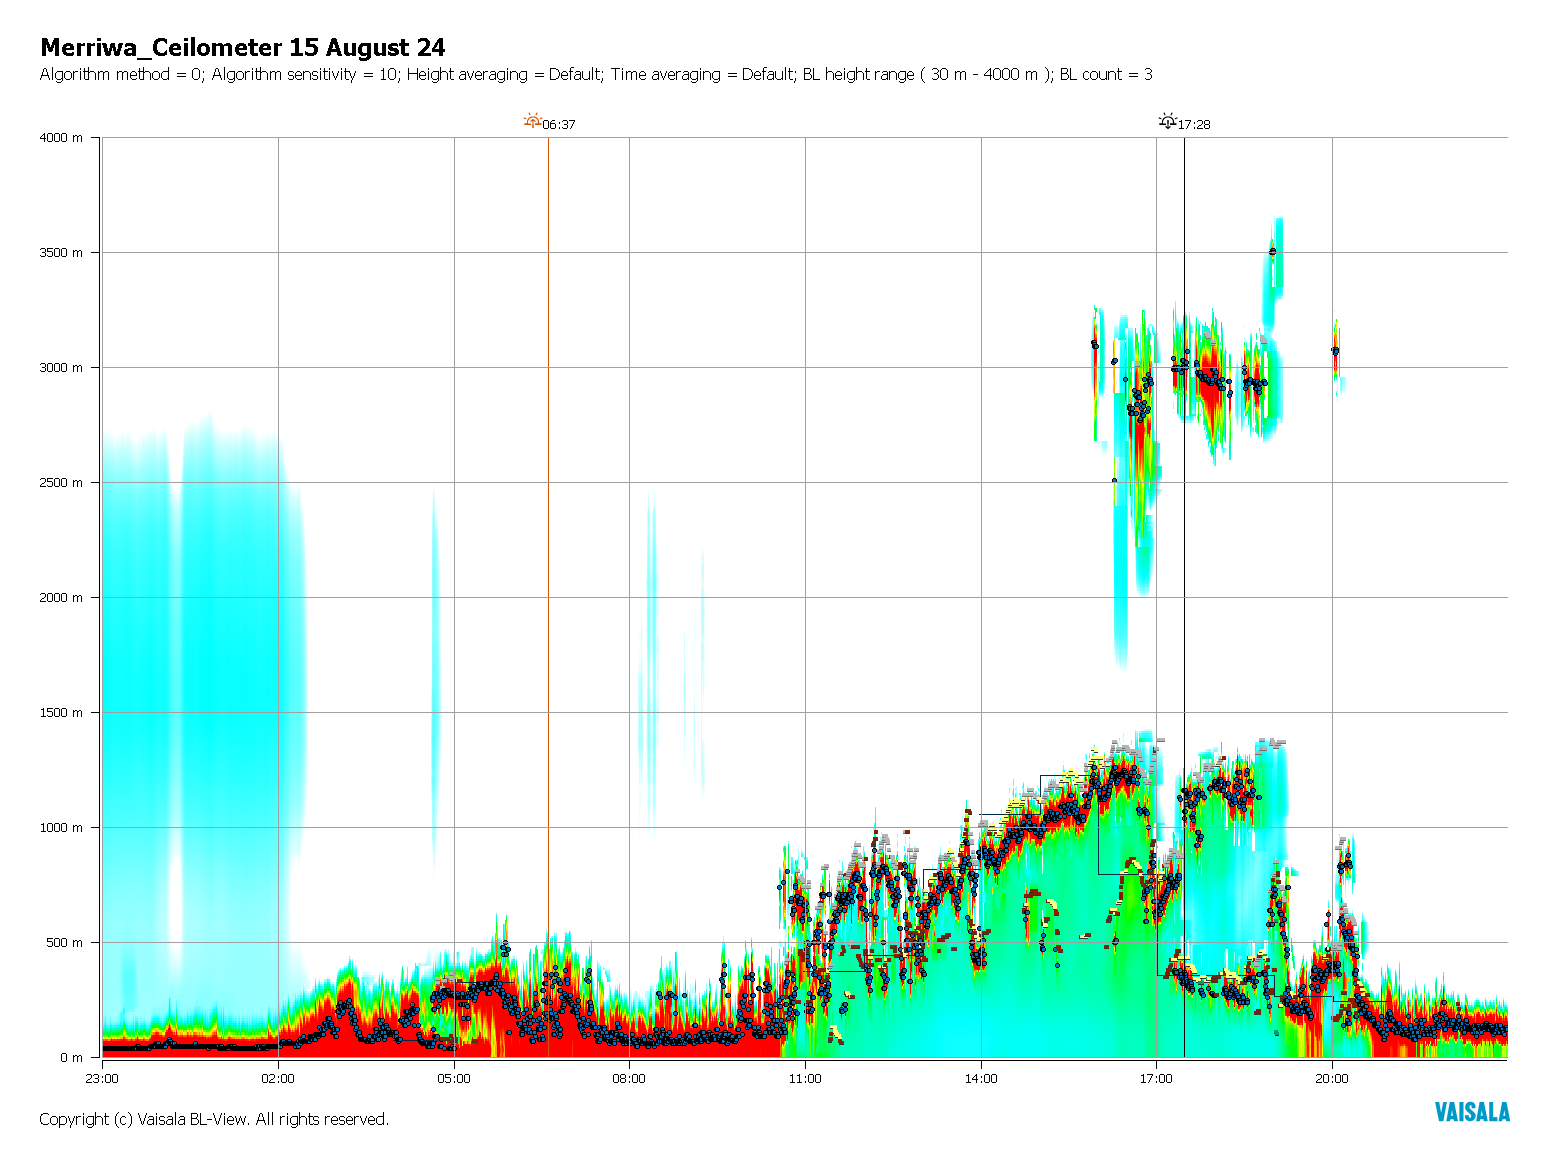 Merriwa_Ceilometer 15 August 24
Algorithm method = 0; Algorithm sensitivity = 10; Height averaging = Default; Time averaging = Default; BL height range ( 30 m - 4000 m ); BL count = 3
06:37
17:28
4000 m
3500 m
3000 m
2500 m
2000 m
1500 m
1000 m
500 m
0 m
23:00 02:00 05:00 08:00 11:00 14:00 17:00 20:00
Copyright (c) Vaisala BL-View. All rights reserved.
VAISALA